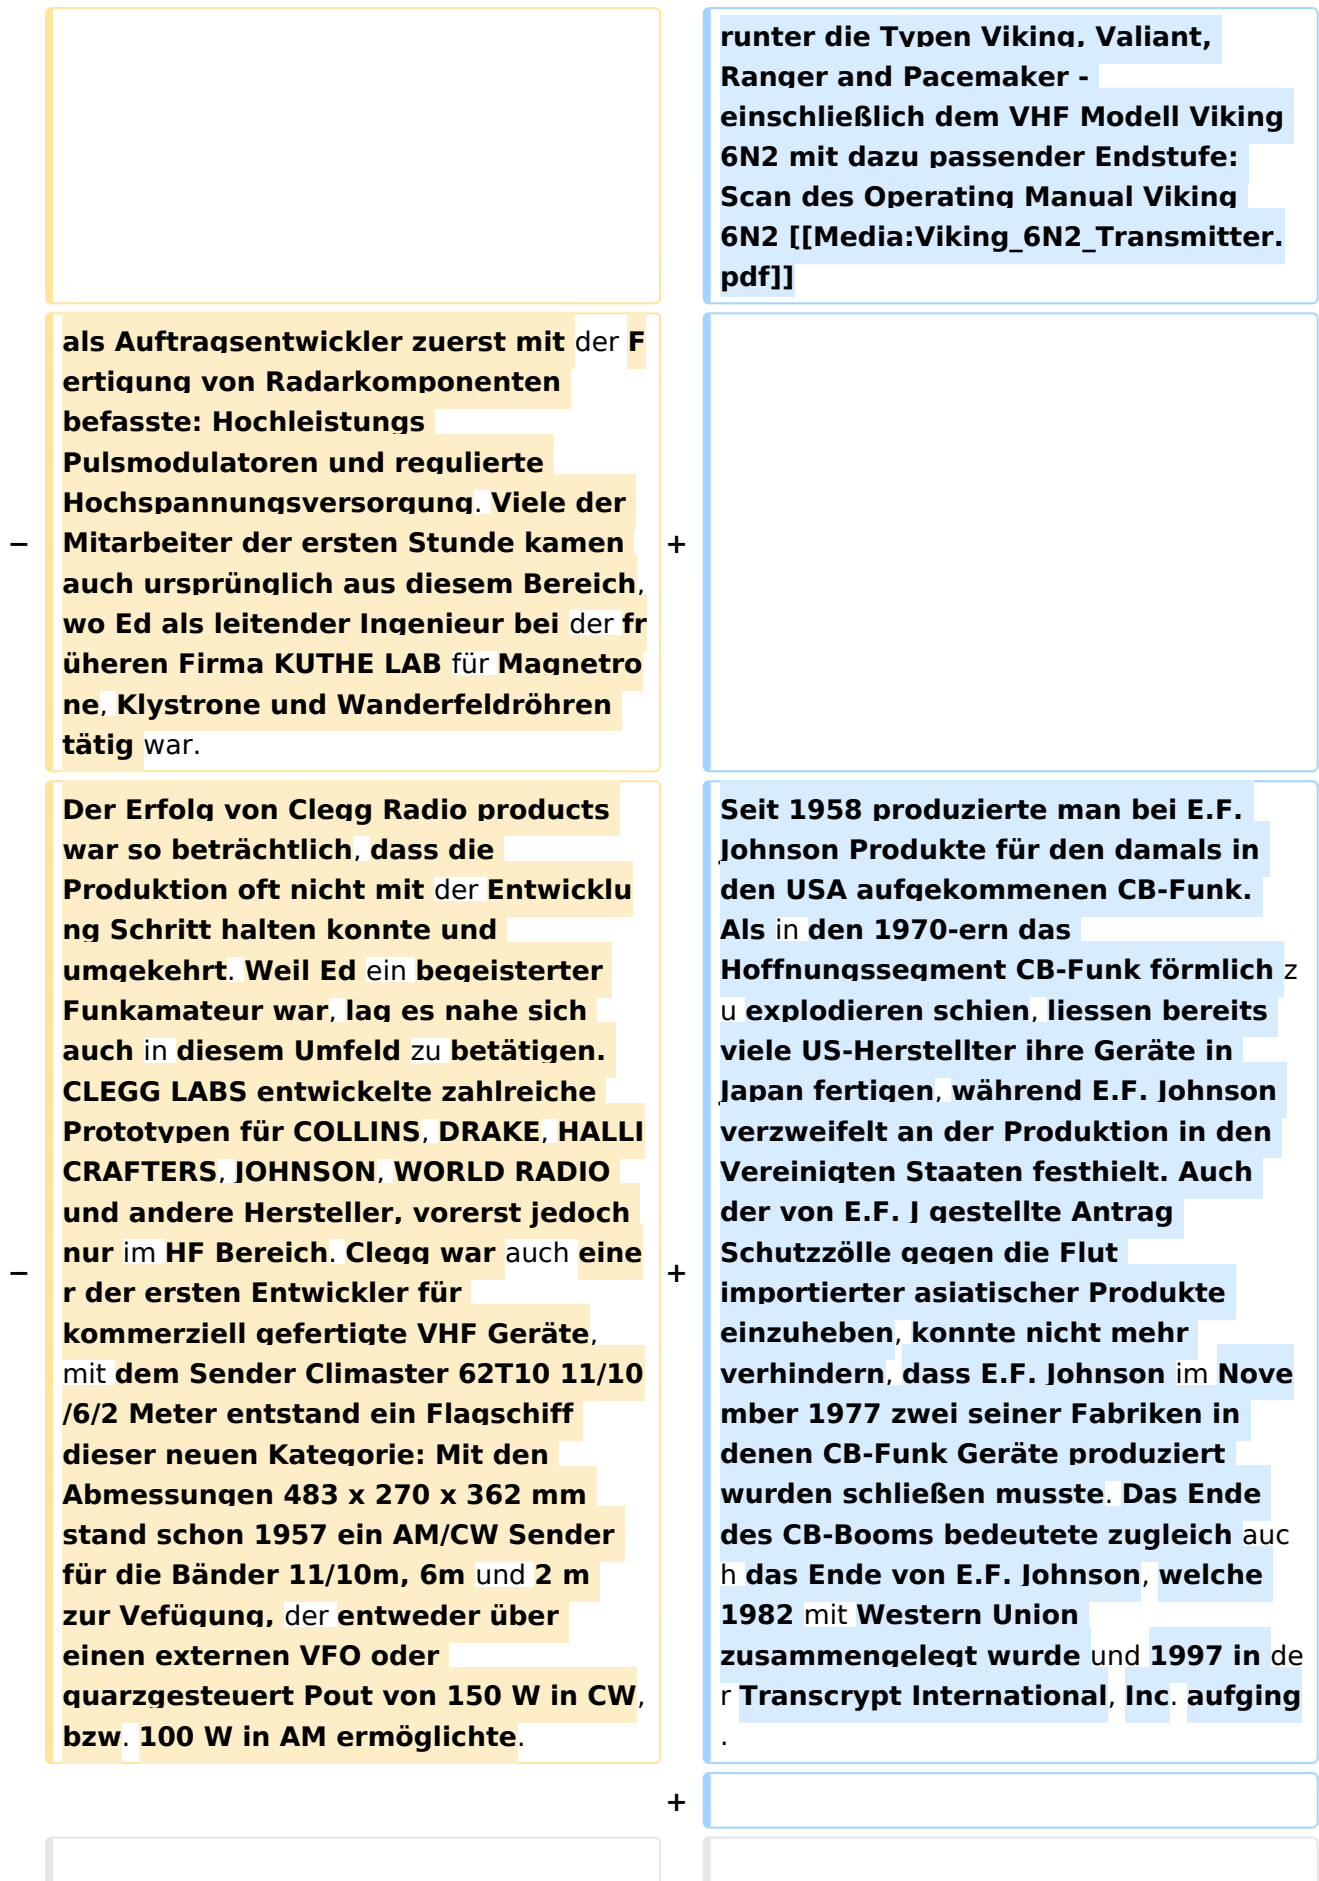 runter die Typen Viking, Valiant,
Ranger and Pacemaker -
einschließlich dem VHF Modell Viking
6N2 mit dazu passender Endstufe:
Scan des Operating Manual Viking
6N2 [[Media:Viking_6N2_Transmitter.
pdf]]
als Auftragsentwickler zuerst mit der F
ertigung von Radarkomponenten
befasste: Hochleistungs
Pulsmodulatoren und regulierte
Hochspannungsversorgung. Viele der
− Mitarbeiter der ersten Stunde kamen +
auch ursprünglich aus diesem Bereich,
wo Ed als leitender Ingenieur bei der fr
üheren Firma KUTHE LAB für Magnetro
ne, Klystrone und Wanderfeldröhren
tätig war.
Der Erfolg von Clegg Radio products
war so beträchtlich, dass die
Produktion oft nicht mit der Entwicklu
ng Schritt halten konnte und
umgekehrt. Weil Ed ein begeisterter
Funkamateur war, lag es nahe sich
auch in diesem Umfeld zu betätigen.
CLEGG LABS entwickelte zahlreiche
Prototypen für COLLINS, DRAKE, HALLI
CRAFTERS, JOHNSON, WORLD RADIO
und andere Hersteller, vorerst jedoch
nur im HF Bereich. Clegg war auch eine
− r der ersten Entwickler für
kommerziell gefertigte VHF Geräte,
mit dem Sender Climaster 62T10 11/10
/6/2 Meter entstand ein Flagschiff
dieser neuen Kategorie: Mit den
Abmessungen 483 x 270 x 362 mm
stand schon 1957 ein AM/CW Sender
für die Bänder 11/10m, 6m und 2 m
zur Vefügung, der entweder über
einen externen VFO oder
quarzgesteuert Pout von 150 W in CW,
bzw. 100 W in AM ermöglichte.
Seit 1958 produzierte man bei E.F.
Johnson Produkte für den damals in
den USA aufgekommenen CB-Funk.
Als in den 1970-ern das
Hoffnungssegment CB-Funk förmlich z
u explodieren schien, liessen bereits
viele US-Herstellter ihre Geräte in
Japan fertigen, während E.F. Johnson
verzweifelt an der Produktion in den
Vereinigten Staaten festhielt. Auch
der von E.F. J gestellte Antrag
Schutzzölle gegen die Flut
+ importierter asiatischer Produkte
einzuheben, konnte nicht mehr
verhindern, dass E.F. Johnson im Nove
mber 1977 zwei seiner Fabriken in
denen CB-Funk Geräte produziert
wurden schließen musste. Das Ende
des CB-Booms bedeutete zugleich auc
h das Ende von E.F. Johnson, welche
1982 mit Western Union
zusammengelegt wurde und 1997 in de
r Transcrypt International, Inc. aufging
.
+